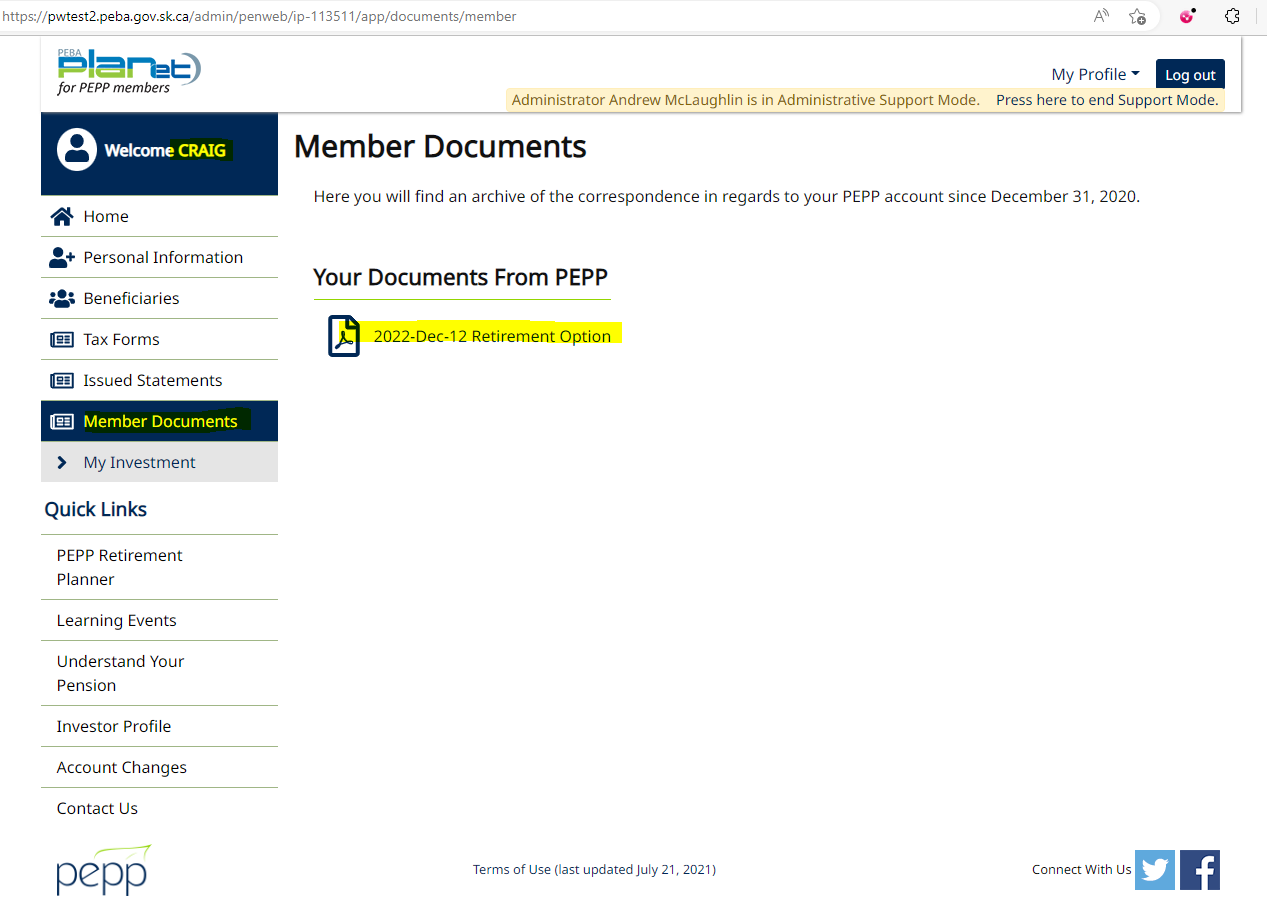 https://pwtest2.peba.gov.sk.ca/admin/penweb/ip-113511/app/documents/member
PEBA
planet
for PEPP members
My Profile
Log out
Administrator Andrew McLaughlin is in Administrative Support Mode. Press here to end Support Mode.
Welcome CRAIG
Home
Personal Information
Beneficiaries
Tax Forms
Issued Statements
Member Documents
My Investment
Quick Links
PEPP Retirement
Planner
Learning Events
Understand Your
Pension
Investor Profile
Account Changes
Contact Us
Member Documents
Here you will find an archive of the correspondence in regards to your PEPP account since December 31, 2020.
Your Documents From PEPP
2022-Dec-12 Retirement Option
pepp
Terms of Use (last updated July 21, 2021)
Connect With Us